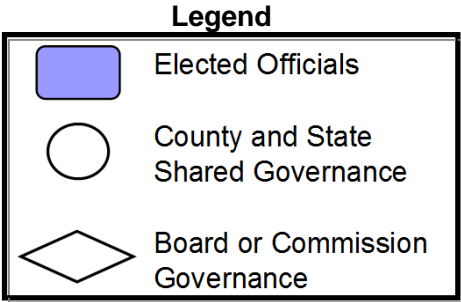 Legend
Elected Officials
County and State
Shared Governance
Board or Commission
Governance